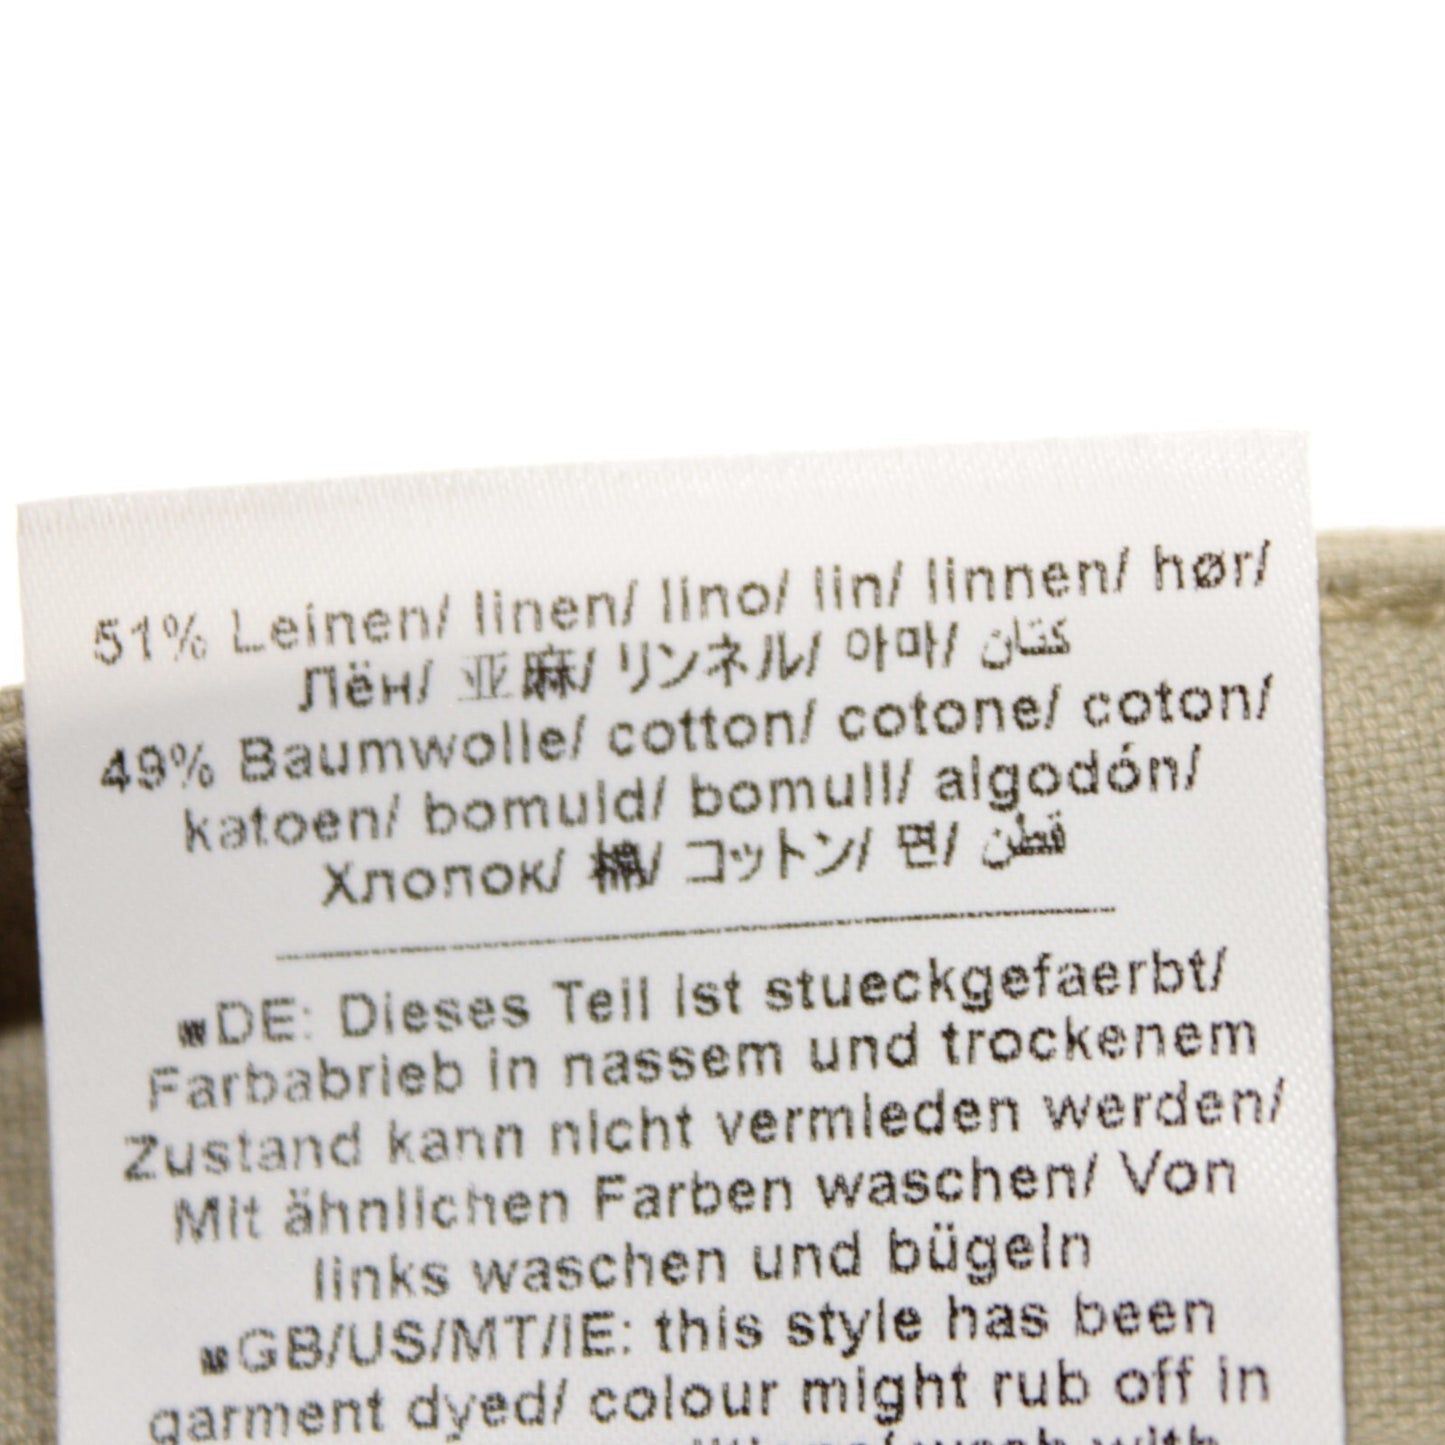 51% Leinen/ linen/ lino/ lin/ linnen/ hør/
Лён/ 亚麻/ リンネル/ 아마/ كتان
49% Baumwolle/ cotton/ cotone/ coton/
katoen/ bomuld/ bomull/ algodón/
Хлопок/ 棉/ コットン/ 면/ قطن
■DE: Dieses Teil ist stueckgefaerbt/
Farbabrieb in nassem und trockenem
Zustand kann nicht vermieden werden/
Mit ähnlichen Farben waschen/ Von
links waschen und bügeln
■GB/US/MT/IE: this style has been
garment dyed/ colour might rub off in
wash with